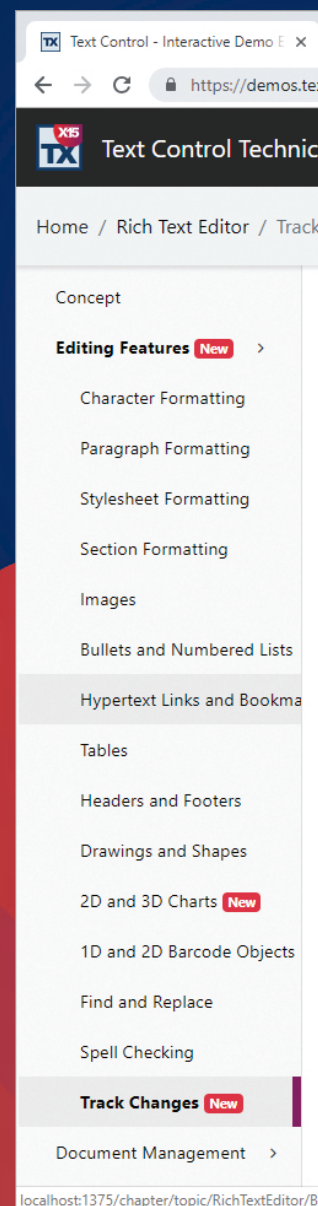 TX Text Control - Interactive Demo E
https://demos.te
X15
TX Text Control Technic
Home / Rich Text Editor / Track
Concept
Editing Features New
Character Formatting
Paragraph Formatting
Stylesheet Formatting
Section Formatting
Images
Bullets and Numbered Lists
Hypertext Links and Bookma
Tables
Headers and Footers
Drawings and Shapes
2D and 3D Charts New
1D and 2D Barcode Objects
Find and Replace
Spell Checking
Track Changes New
Document Management
localhost:1375/chapter/topic/RichTextEditor/B